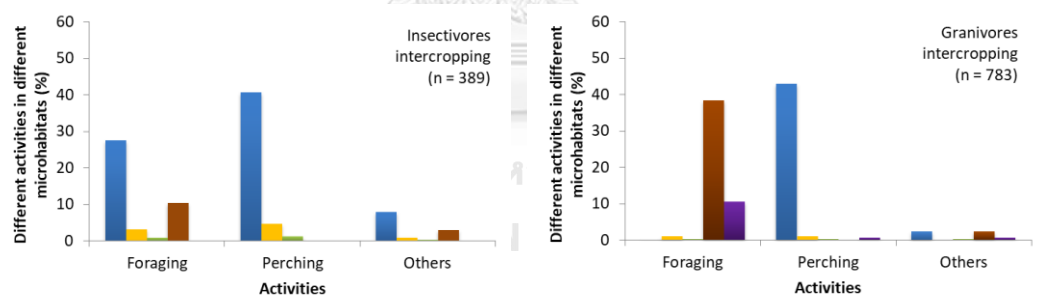 Different activities in different
microhabitats (%)
60
50
40
30
20
10
0
Insectivores
intercropping
(n = 389)
Foraging
Perching
Others
Activities
Different activities in different
microhabitats (%)
60
50
40
30
20
10
0
Granivores
intercropping
(n = 783)
Foraging
Perching
Others
Activities